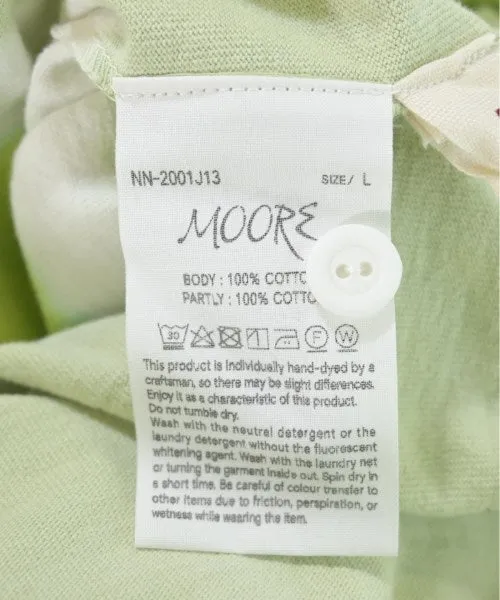 NN-2001J13 SIZE/ L
MOORE
BODY : 100% COTTO
PARTLY : 100% COTTO
30 F W
This product is individually hand-dyed by a
craftsman, so there may be slight differences.
Enjoy it as a characteristic of this product.
Do not tumble dry.
Wash with the neutral detergent or the
laundry detergent without the fluorescent
whitening agent. Wash with the laundry net
or turning the garment inside out. Spin dry in
a short time. Be careful of colour transfer to
other items due to friction, perspiration, or
wetness while wearing the item.